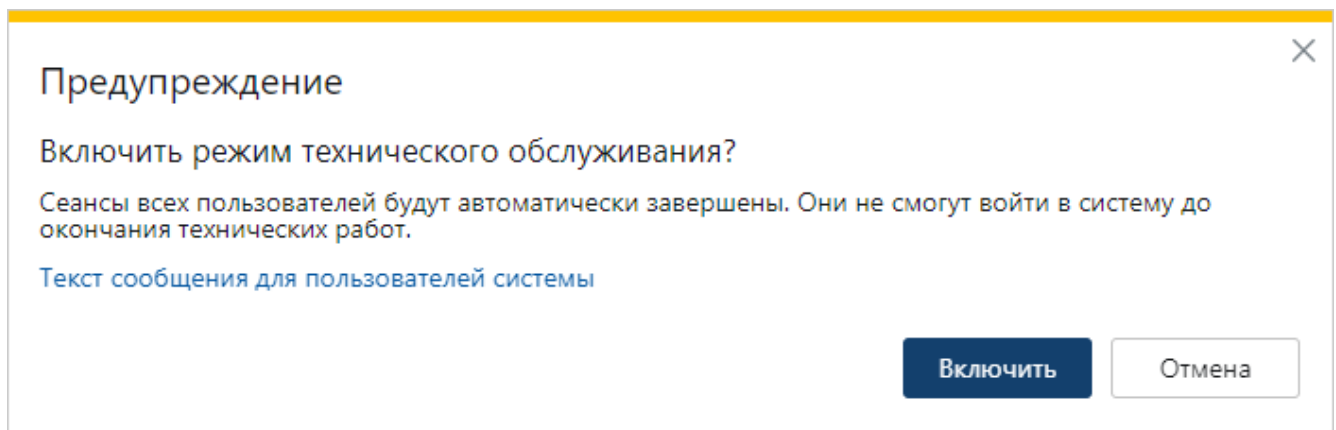 Предупреждение
Включить режим технического обслуживания?
Сеансы всех пользователей будут автоматически завершены. Они не смогут войти в систему до
окончания технических работ.
Текст сообщения для пользователей системы
Включить
Отмена